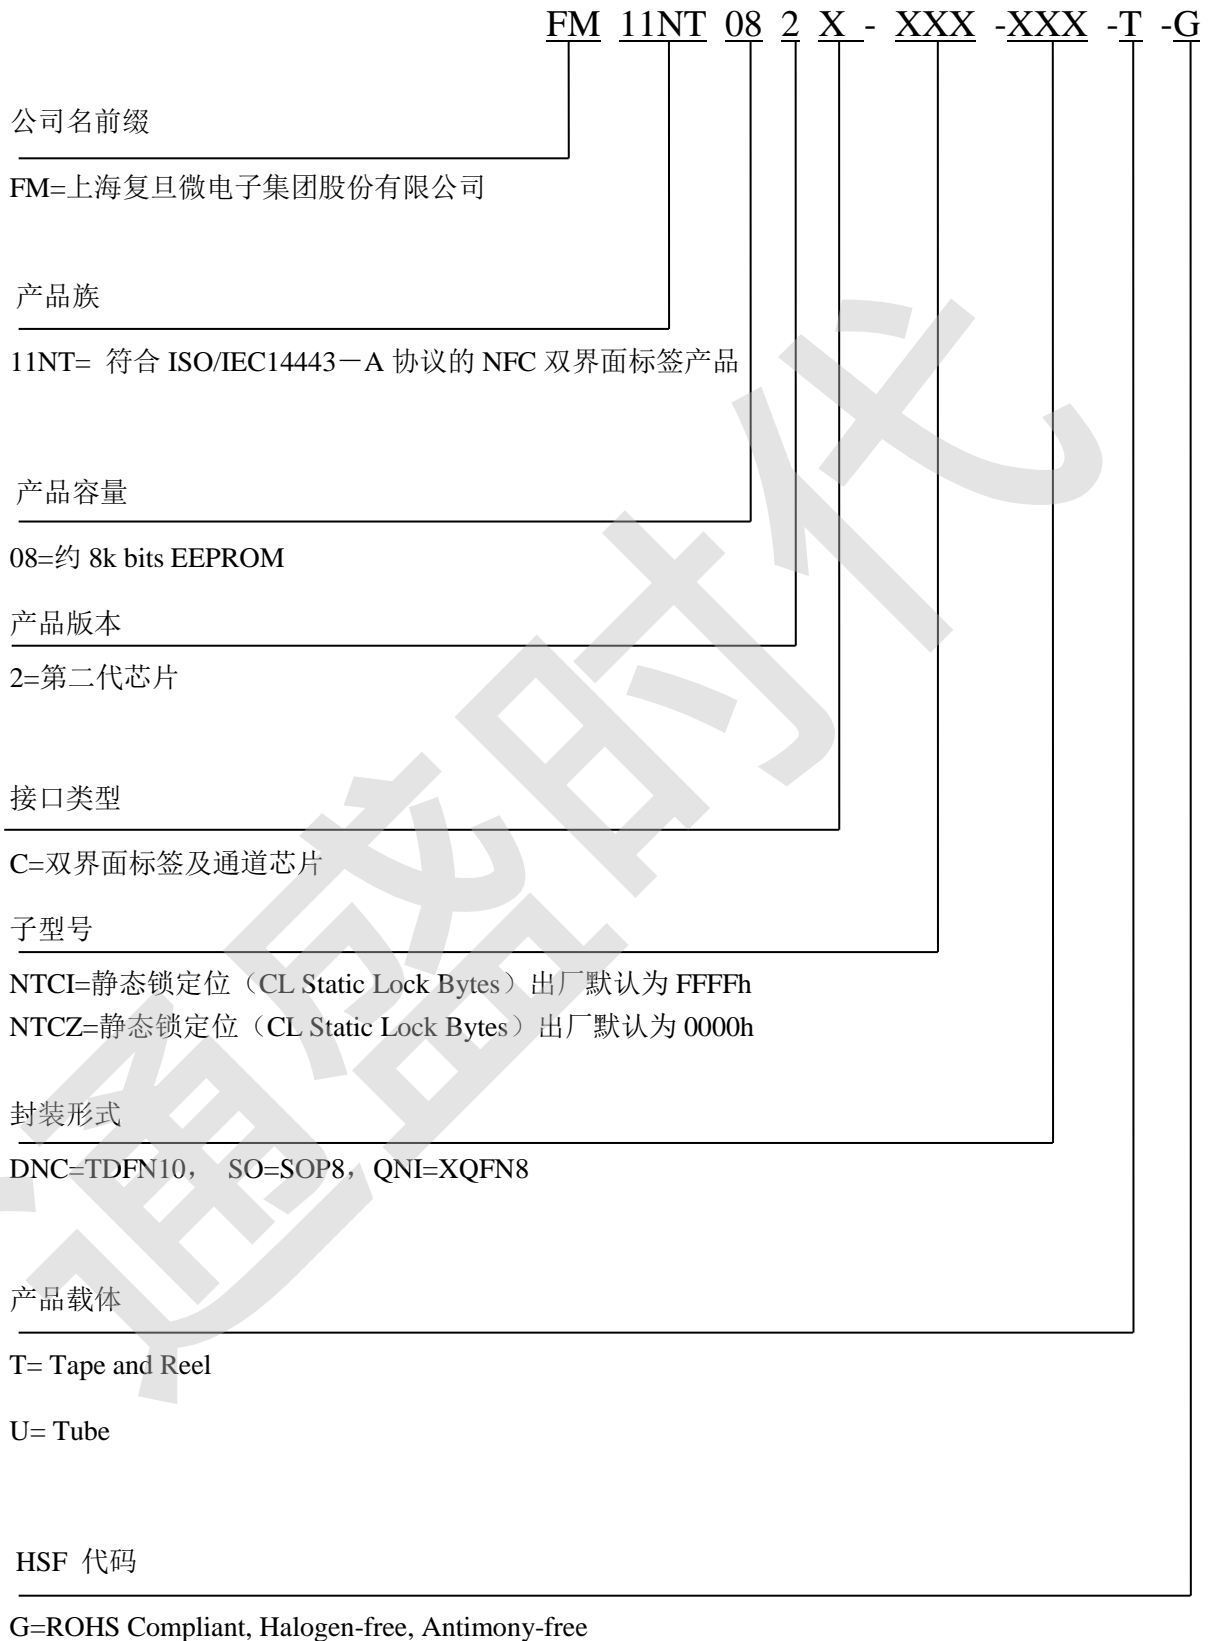 FM 11NT 08 2 X - XXX -XXX -T -G
公司名前缀
FM=上海复旦微电子集团股份有限公司
产品族
11NT= 符合 ISO/IEC14443－A 协议的 NFC 双界面标签产品
产品容量
08=约 8k bits EEPROM
产品版本
2=第二代芯片
接口类型
C=双界面标签及通道芯片
子型号
NTCI=静态锁定位（CL Static Lock Bytes）出厂默认为 FFFFh
NTCZ=静态锁定位（CL Static Lock Bytes）出厂默认为 0000h
封装形式
DNC=TDFN10， SO=SOP8，QNI=XQFN8
产品载体
T= Tape and Reel
U= Tube
HSF 代码
G=ROHS Compliant, Halogen-free, Antimony-free
通盛时代